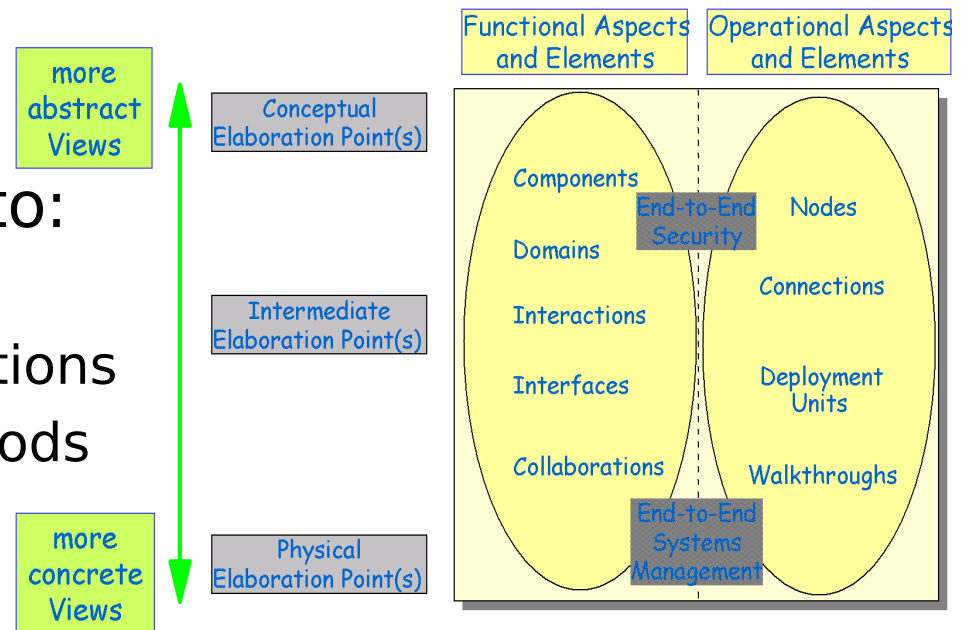 Functional Aspects
and Elements
Operational Aspects
and Elements
more
abstract
Views
Conceptual
Elaboration Point(s)
to:
Components
Domains
Interactions
Interfaces
Collaborations
End-to-End
Security
Nodes
Connections
Deployment
Units
Walkthroughs
Intermediate
Elaboration Point(s)
tions
ods
more
concrete
Views
Physical
Elaboration Point(s)
End-to-End
Systems
Management